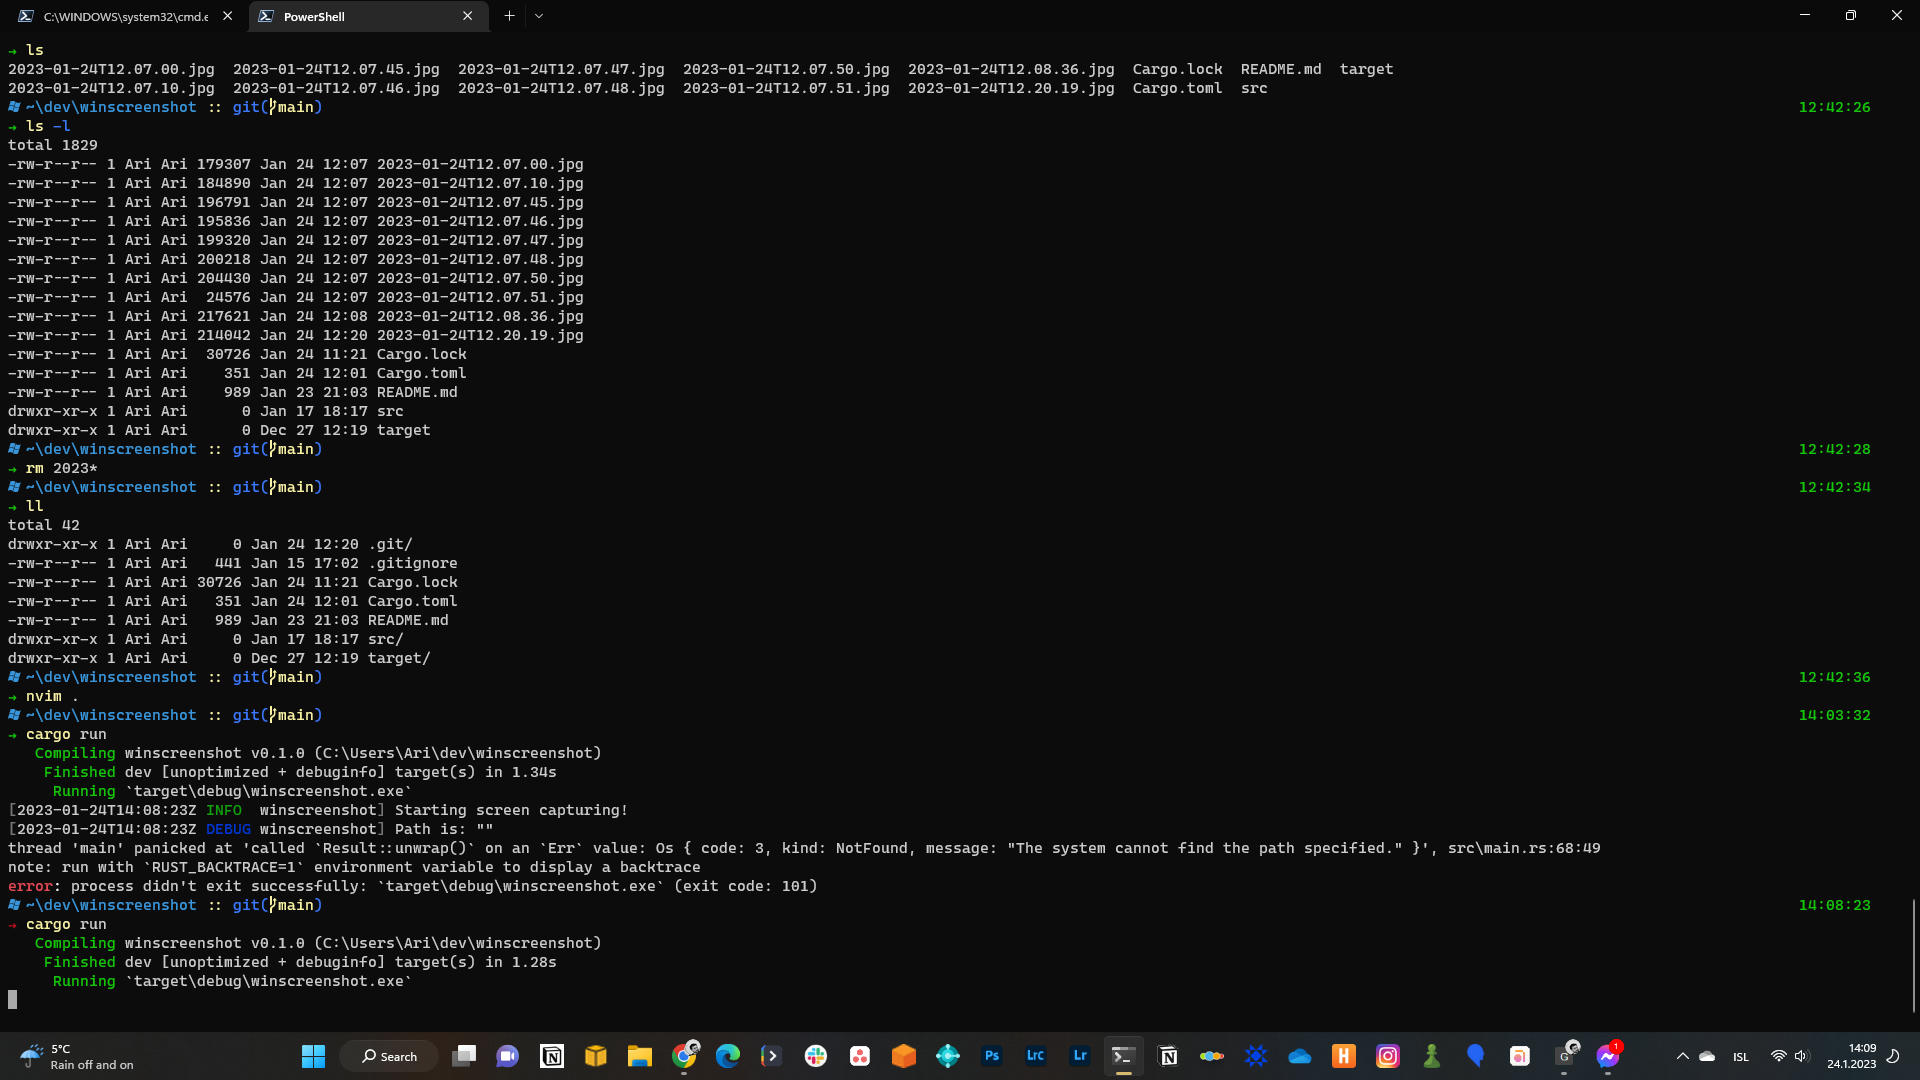 C:\WINDOWS\system32\cmd.e
PowerShell
→ ls
2023-01-24T12.07.00.jpg  2023-01-24T12.07.45.jpg  2023-01-24T12.07.47.jpg  2023-01-24T12.07.50.jpg  2023-01-24T12.08.36.jpg  Cargo.lock  README.md  target
2023-01-24T12.07.10.jpg  2023-01-24T12.07.46.jpg  2023-01-24T12.07.48.jpg  2023-01-24T12.07.51.jpg  2023-01-24T12.20.19.jpg  Cargo.toml  src
~\dev\winscreenshot :: git(main) 12:42:26
→ ls -l
total 1829
-rw-r--r-- 1 Ari Ari 179307 Jan 24 12:07 2023-01-24T12.07.00.jpg
-rw-r--r-- 1 Ari Ari 184890 Jan 24 12:07 2023-01-24T12.07.10.jpg
-rw-r--r-- 1 Ari Ari 196791 Jan 24 12:07 2023-01-24T12.07.45.jpg
-rw-r--r-- 1 Ari Ari 195836 Jan 24 12:07 2023-01-24T12.07.46.jpg
-rw-r--r-- 1 Ari Ari 199320 Jan 24 12:07 2023-01-24T12.07.47.jpg
-rw-r--r-- 1 Ari Ari 200218 Jan 24 12:07 2023-01-24T12.07.48.jpg
-rw-r--r-- 1 Ari Ari 204430 Jan 24 12:07 2023-01-24T12.07.50.jpg
-rw-r--r-- 1 Ari Ari  24576 Jan 24 12:07 2023-01-24T12.07.51.jpg
-rw-r--r-- 1 Ari Ari 217621 Jan 24 12:08 2023-01-24T12.08.36.jpg
-rw-r--r-- 1 Ari Ari 214042 Jan 24 12:20 2023-01-24T12.20.19.jpg
-rw-r--r-- 1 Ari Ari  30726 Jan 24 11:21 Cargo.lock
-rw-r--r-- 1 Ari Ari    351 Jan 24 12:01 Cargo.toml
-rw-r--r-- 1 Ari Ari    989 Jan 23 21:03 README.md
drwxr-xr-x 1 Ari Ari      0 Jan 17 18:17 src
drwxr-xr-x 1 Ari Ari      0 Dec 27 12:19 target
~\dev\winscreenshot :: git(main) 12:42:28
→ rm 2023*
~\dev\winscreenshot :: git(main) 12:42:34
→ ll
total 42
drwxr-xr-x 1 Ari Ari     0 Jan 24 12:20 .git/
-rw-r--r-- 1 Ari Ari   441 Jan 15 17:02 .gitignore
-rw-r--r-- 1 Ari Ari 30726 Jan 24 11:21 Cargo.lock
-rw-r--r-- 1 Ari Ari   351 Jan 24 12:01 Cargo.toml
-rw-r--r-- 1 Ari Ari   989 Jan 23 21:03 README.md
drwxr-xr-x 1 Ari Ari     0 Jan 17 18:17 src/
drwxr-xr-x 1 Ari Ari     0 Dec 27 12:19 target/
~\dev\winscreenshot :: git(main) 12:42:36
→ nvim .
~\dev\winscreenshot :: git(main) 14:03:32
→ cargo run
   Compiling winscreenshot v0.1.0 (C:\Users\Ari\dev\winscreenshot)
    Finished dev [unoptimized + debuginfo] target(s) in 1.34s
     Running `target\debug\winscreenshot.exe`
[2023-01-24T14:08:23Z INFO  winscreenshot] Starting screen capturing!
[2023-01-24T14:08:23Z DEBUG winscreenshot] Path is: ""
thread 'main' panicked at 'called `Result::unwrap()` on an `Err` value: Os { code: 3, kind: NotFound, message: "The system cannot find the path specified." }', src\main.rs:68:49
note: run with `RUST_BACKTRACE=1` environment variable to display a backtrace
error: process didn't exit successfully: `target\debug\winscreenshot.exe` (exit code: 101)
~\dev\winscreenshot :: git(main) 14:08:23
→ cargo run
   Compiling winscreenshot v0.1.0 (C:\Users\Ari\dev\winscreenshot)
    Finished dev [unoptimized + debuginfo] target(s) in 1.28s
     Running `target\debug\winscreenshot.exe`
5°C
Rain off and on
Search
Ps
LrC
Lr
H
G
1
ISL
14:09
24.1.2023